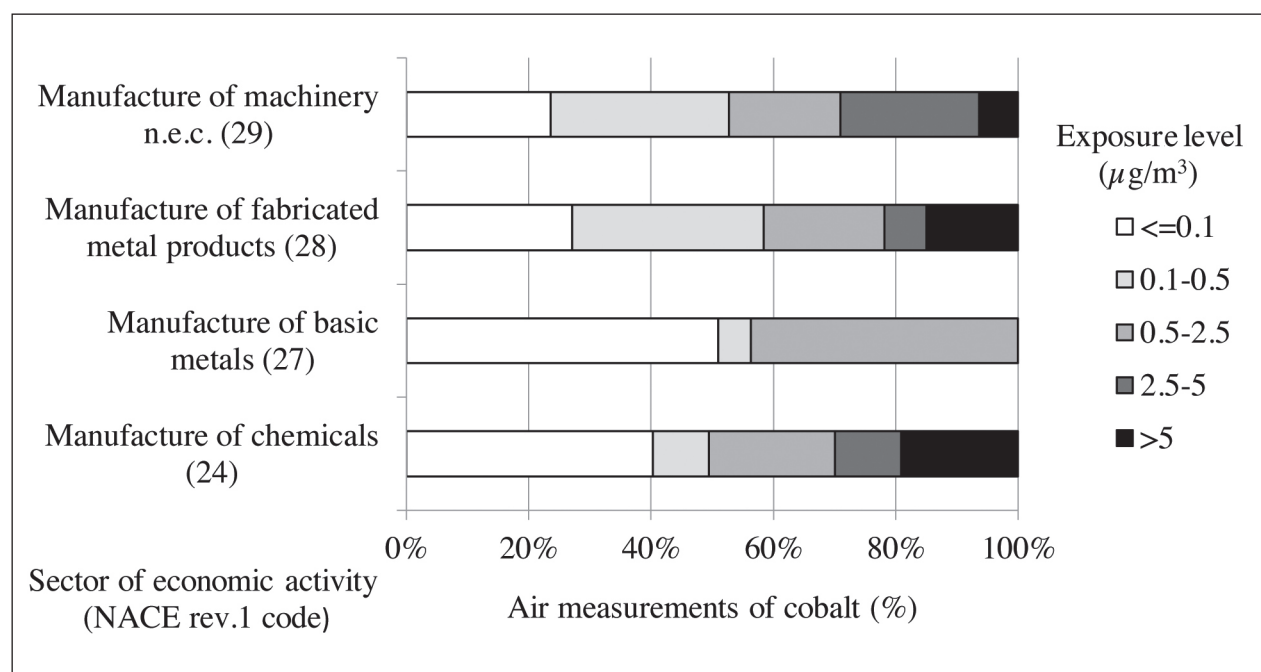 Manufacture of machinery
n.e.c. (29)
Manufacture of fabricated
metal products (28)
Manufacture of basic
metals (27)
Manufacture of chemicals
(24)
0%
20%
40%
60%
80%
100%
Sector of economic activity
(NACE rev.1 code)
Air measurements of cobalt (%)
Exposure level
(µg/m³)
<=0.1
0.1-0.5
0.5-2.5
2.5-5
>5